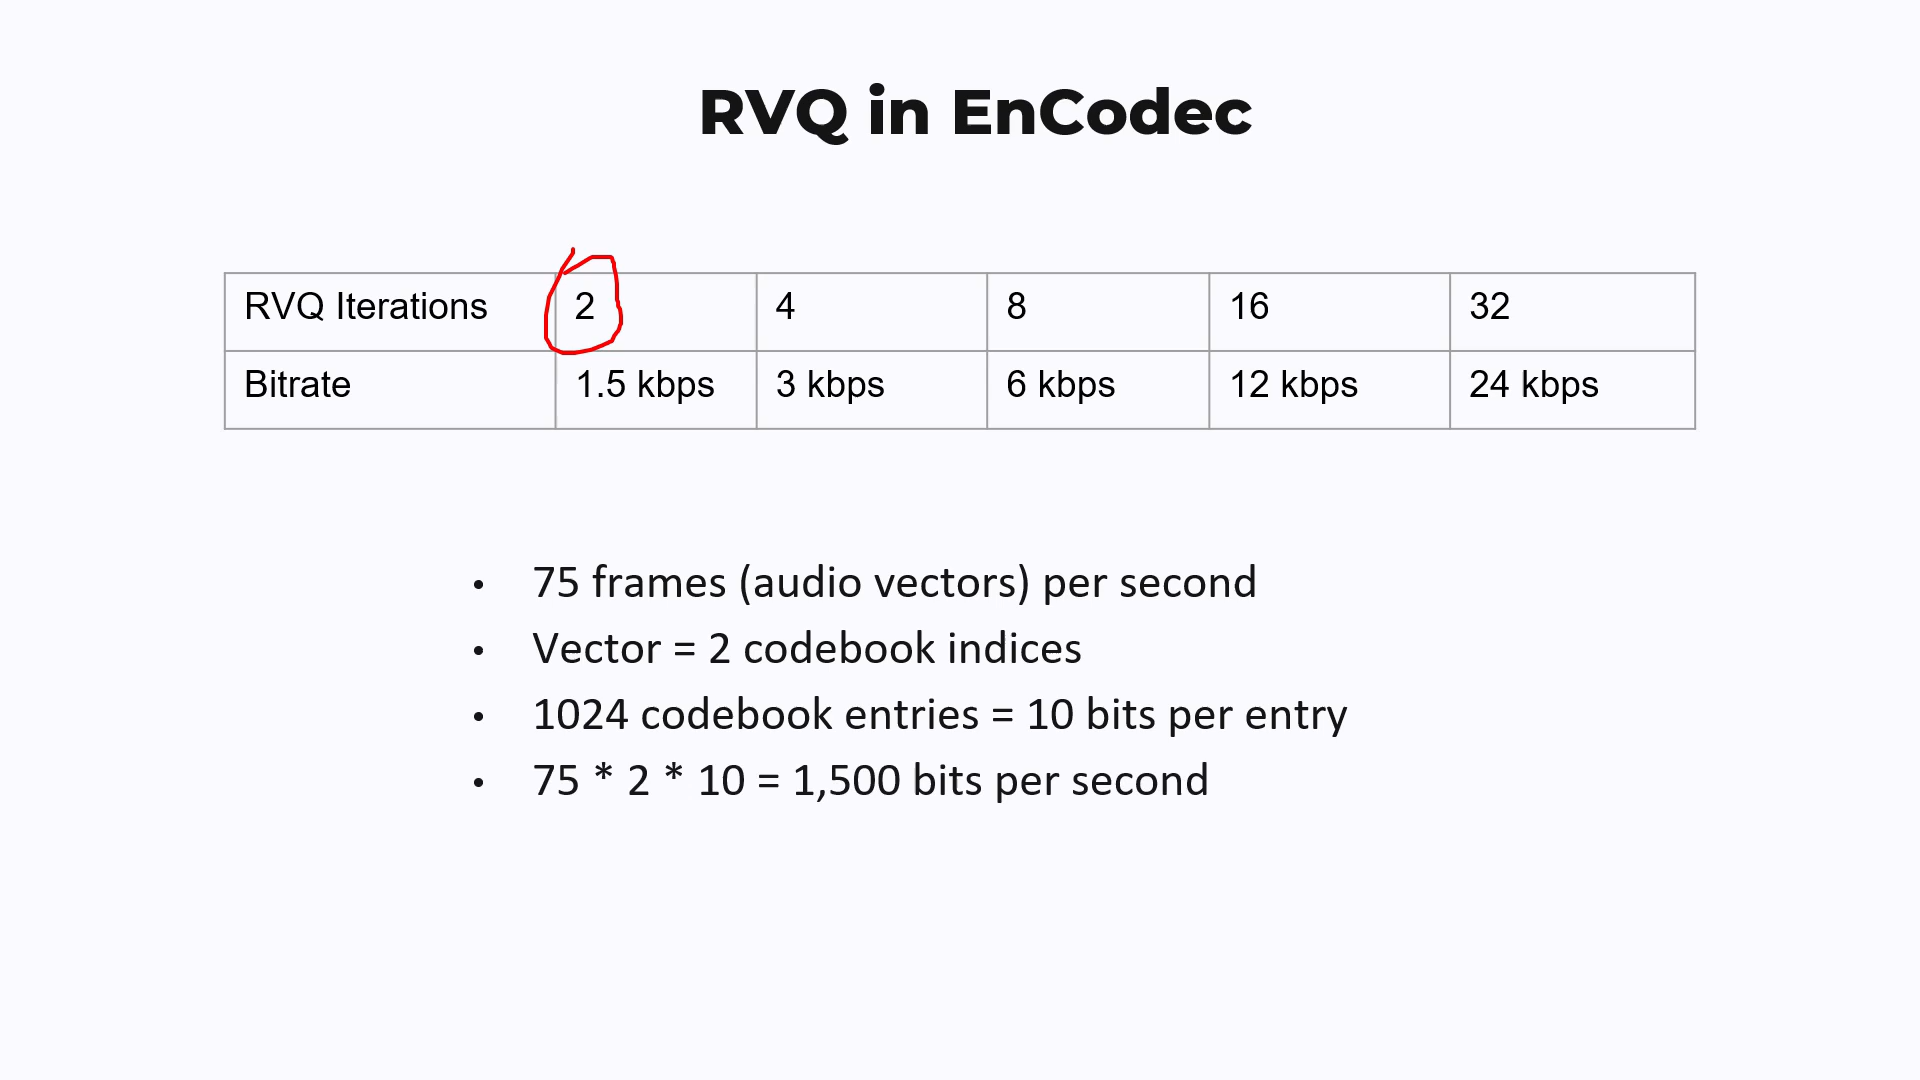 RVQ in EnCodec
RVQ Iterations 2 4 8 16 32
Bitrate 1.5 kbps 3 kbps 6 kbps 12 kbps 24 kbps
• 75 frames (audio vectors) per second
• Vector = 2 codebook indices
• 1024 codebook entries = 10 bits per entry
• 75 * 2 * 10 = 1,500 bits per second